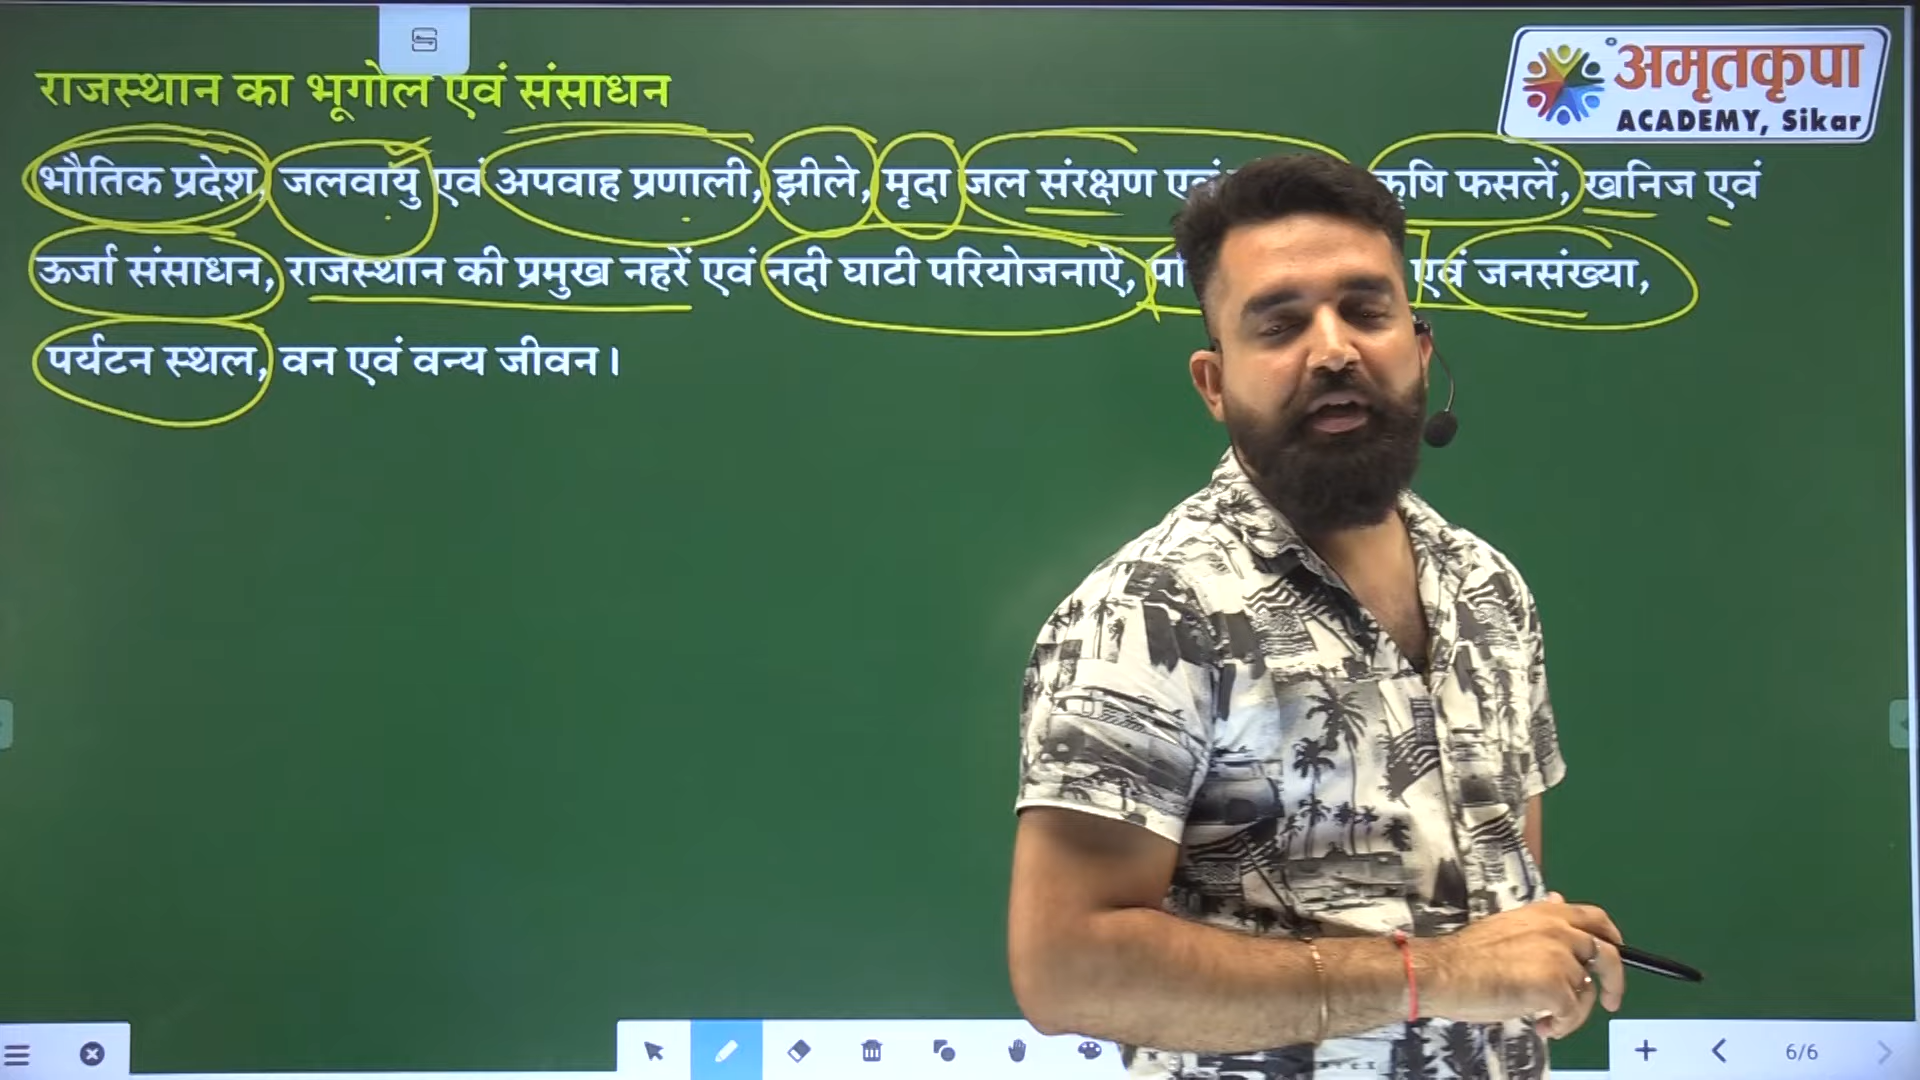 राजस्थान का भूगोल एवं संसाधन
अमृतकृपा
ACADEMY, Sikar
भौतिक प्रदेश, जलवायु एवं अपवाह प्रणाली, झीले, मृदा जल संरक्षण एवं कृषि फसलें, खनिज एवं
ऊर्जा संसाधन, राजस्थान की प्रमुख नहरें एवं नदी घाटी परियोजनाऐ, एवं जनसंख्या,
पर्यटन स्थल, वन एवं वन्य जीवन।
6/6